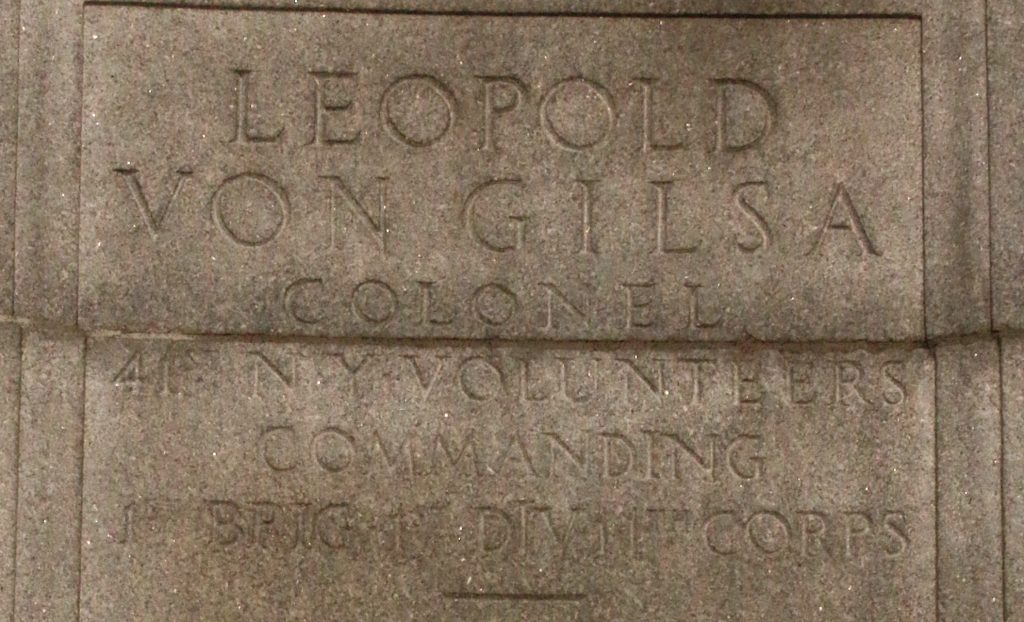 LEOPOLD
VON GILSA
COLONEL
41ST N Y VOLUNTEERS
COMMANDING
1ST BRIG 1ST DIV 11TH CORPS